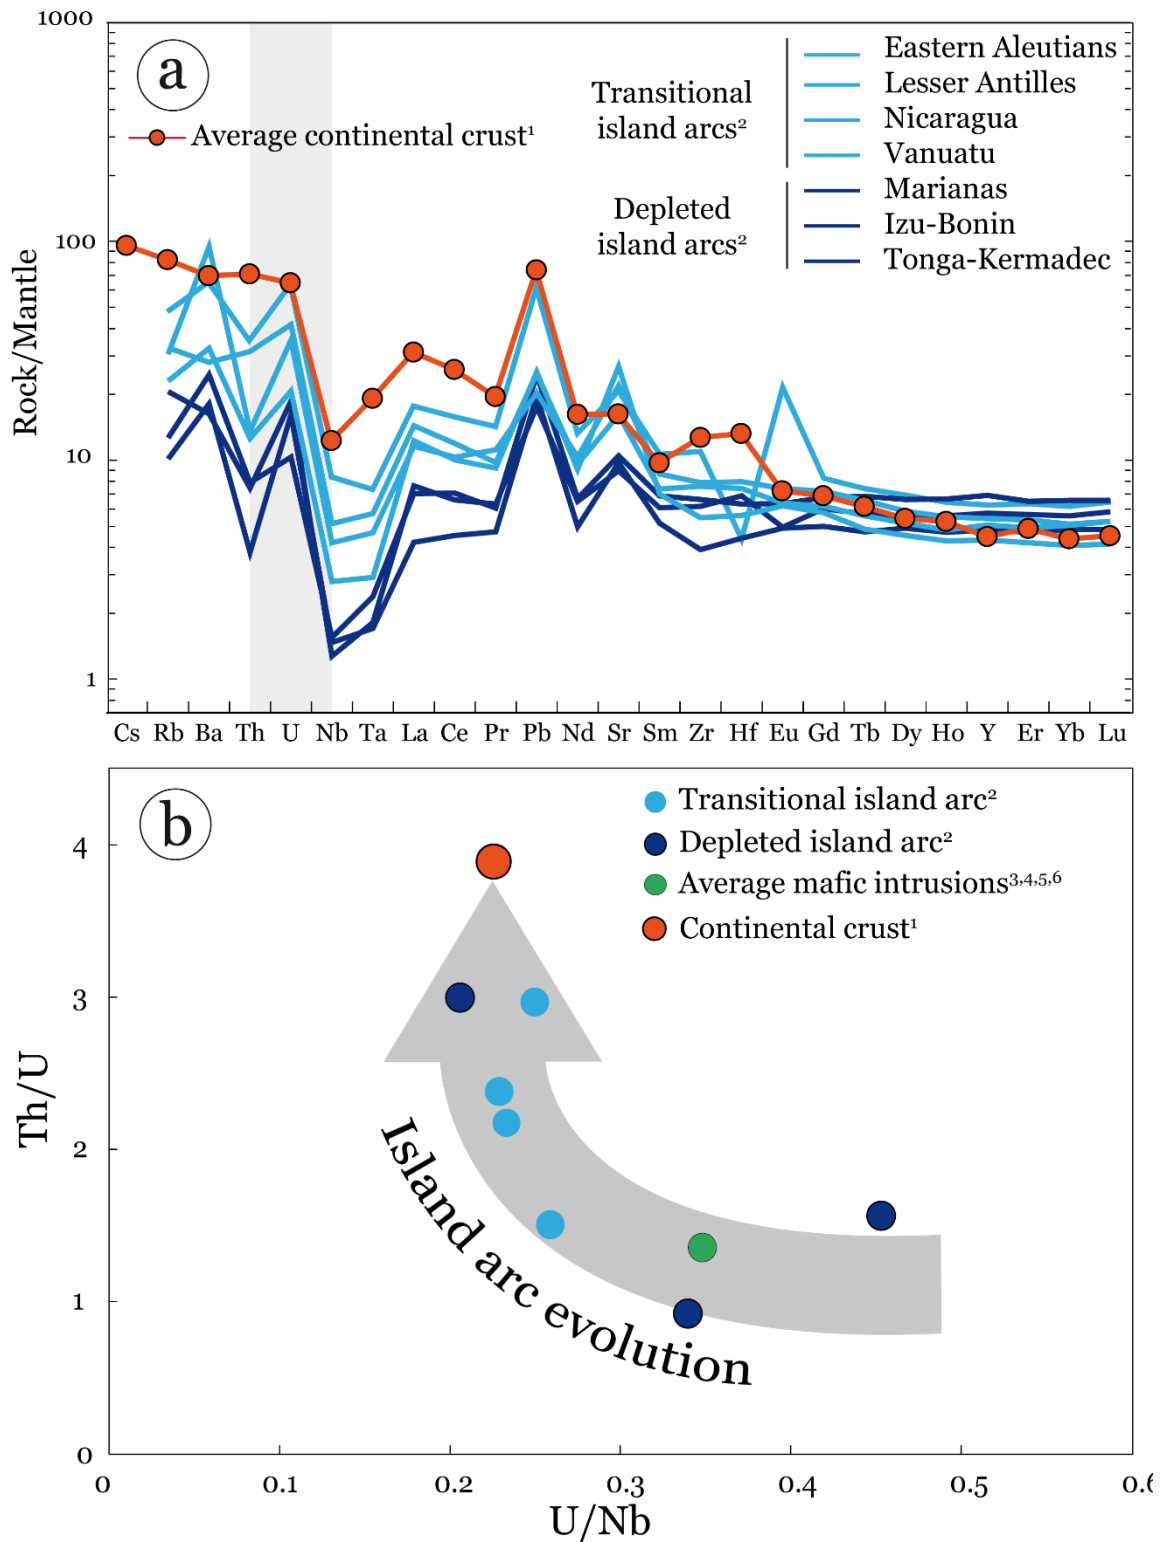 1000
100
10
1
Rock/Mantle
a
Average continental crust¹
Transitional
island arcs²
Eastern Aleutians
Lesser Antilles
Nicaragua
Vanuatu
Depleted
island arcs²
Marianas
Izu-Bonin
Tonga-Kermadec
Cs Rb Ba Th U Nb Ta La Ce Pr Pb Nd Sr Sm Zr Hf Eu Gd Tb Dy Ho Y Er Yb Lu
b
Transitional island arc²
Depleted island arc²
Average mafic intrusions³,⁴,⁵,⁶
Continental crust¹
4
3
2
1
0
Th/U
Island arc evolution
0 0.1 0.2 0.3 0.4 0.5 0.6
U/Nb